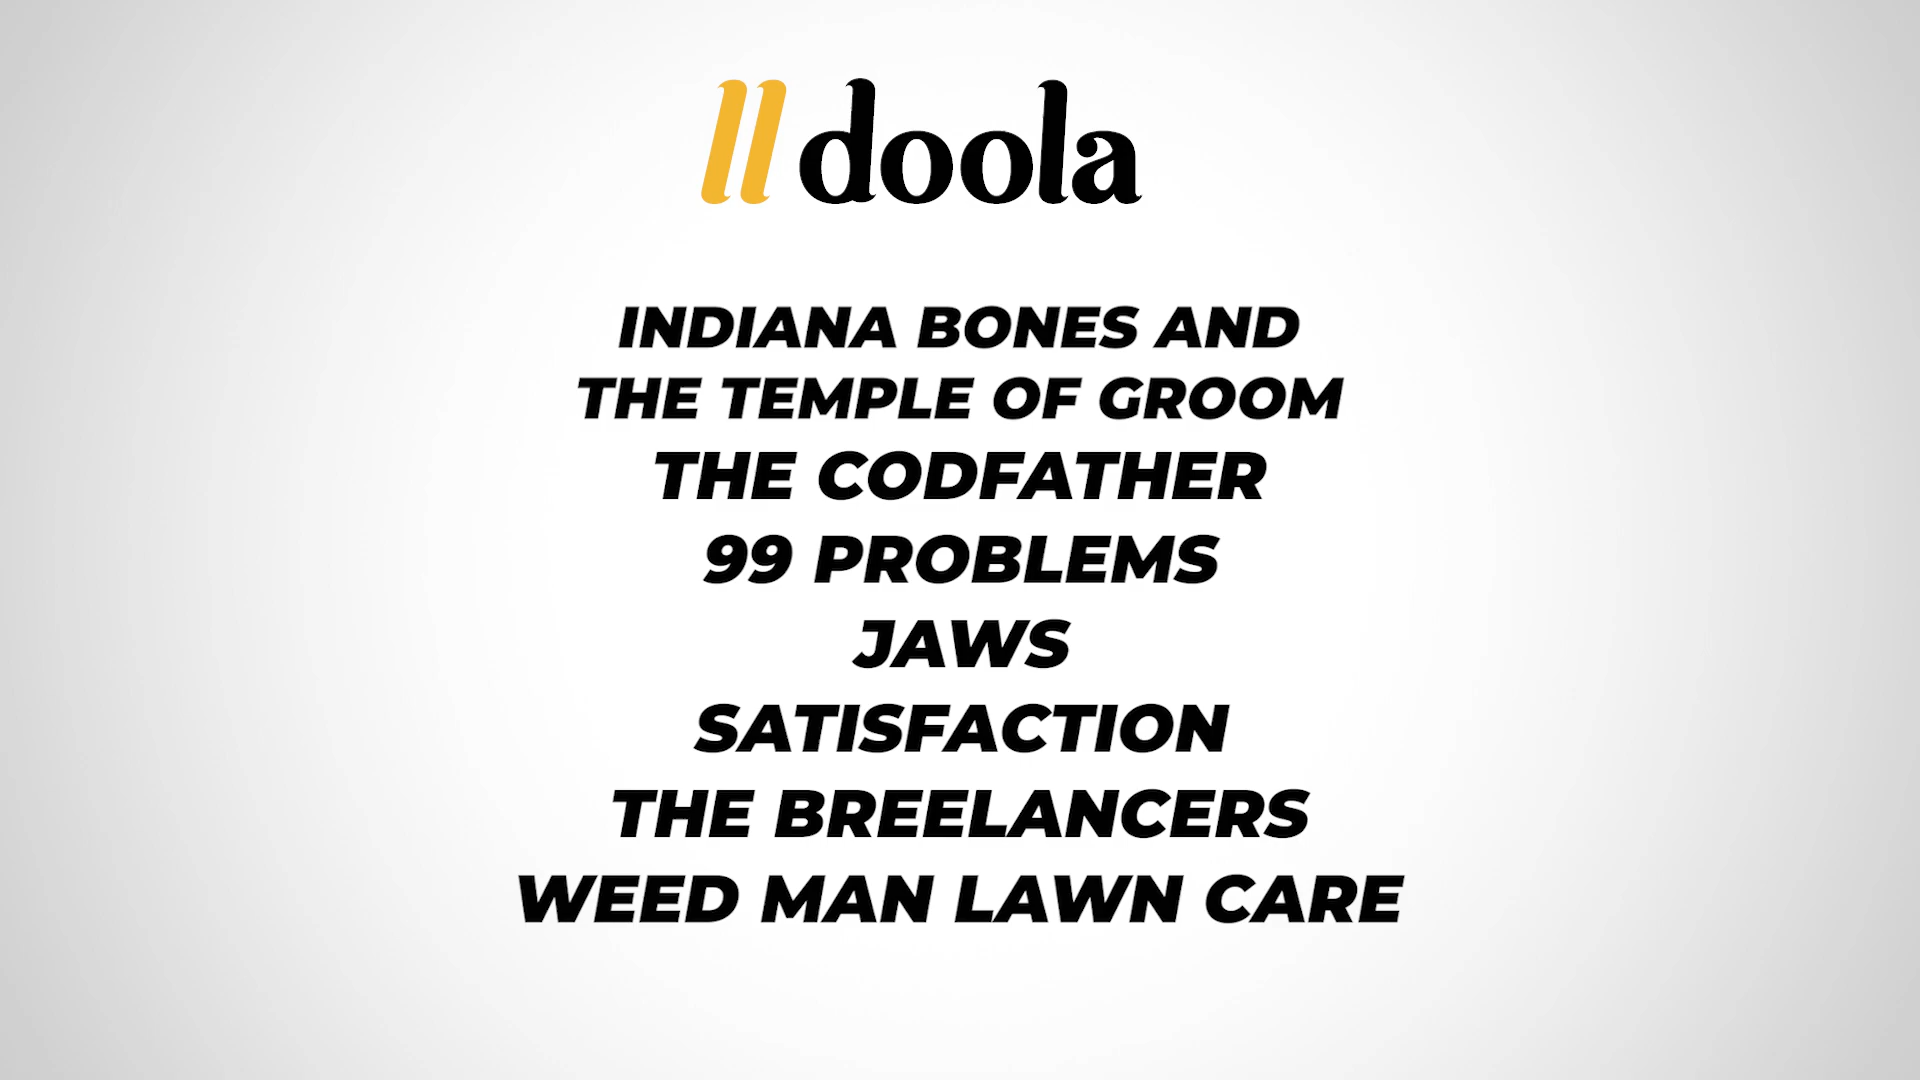 doola
INDIANA BONES AND
THE TEMPLE OF GROOM
THE CODFATHER
99 PROBLEMS
JAWS
SATISFACTION
THE BREELANCERS
WEED MAN LAWN CARE